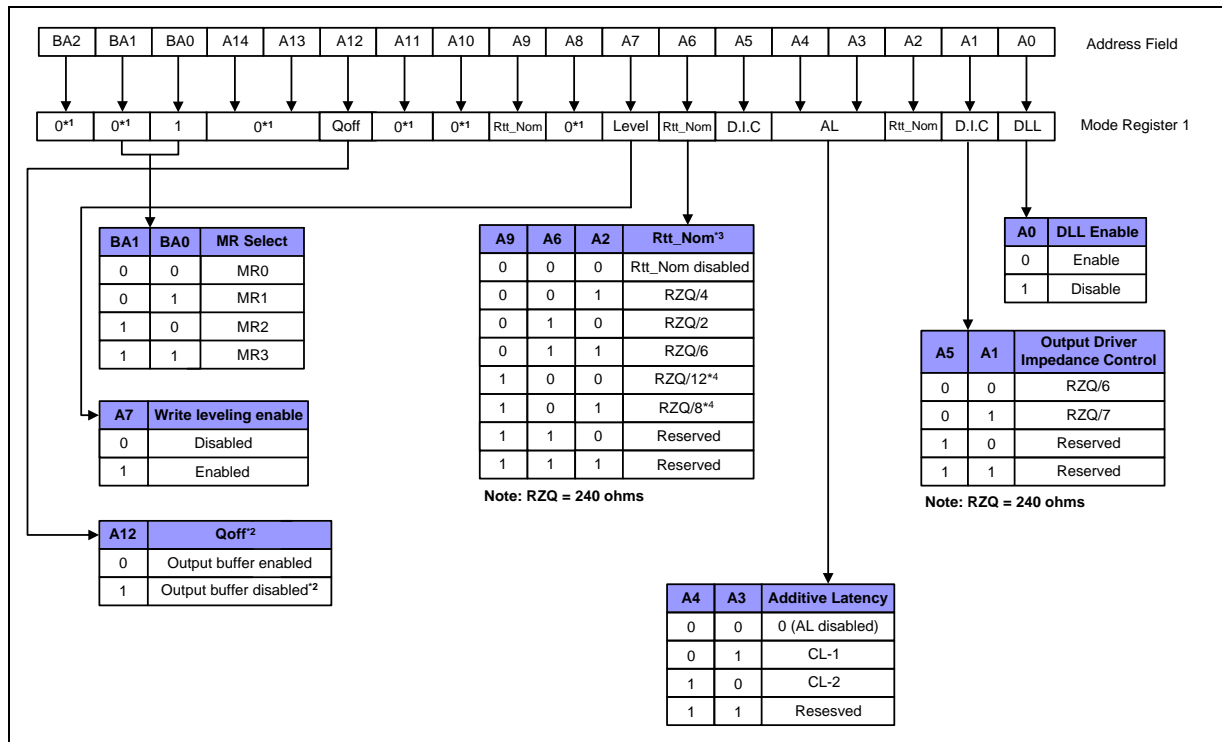 BA2 BA1 BA0 A14 A13 A12 A11 A10 A9 A8 A7 A6 A5 A4 A3 A2 A1 A0 Address Field
0*1 0*1 1 0*1 Qoff 0*1 0*1 Rtt_Nom 0*1 Level Rtt_Nom D.I.C AL Rtt_Nom D.I.C DLL Mode Register 1
BA1 BA0 MR Select
0 0 MR0
0 1 MR1
1 0 MR2
1 1 MR3
A7 Write leveling enable
0 Disabled
1 Enabled
A12 Qoff*2
0 Output buffer enabled
1 Output buffer disabled*2
A9 A6 A2 Rtt_Nom*3
0 0 0 Rtt_Nom disabled
0 0 1 RZQ/4
0 1 0 RZQ/2
0 1 1 RZQ/6
1 0 0 RZQ/12*4
1 0 1 RZQ/8*4
1 1 0 Reserved
1 1 1 Reserved
Note: RZQ = 240 ohms
A0 DLL Enable
0 Enable
1 Disable
A5 A1 Output Driver
Impedance Control
0 0 RZQ/6
0 1 RZQ/7
1 0 Reserved
1 1 Reserved
Note: RZQ = 240 ohms
A4 A3 Additive Latency
0 0 0 (AL disabled)
0 1 CL-1
1 0 CL-2
1 1 Resesved